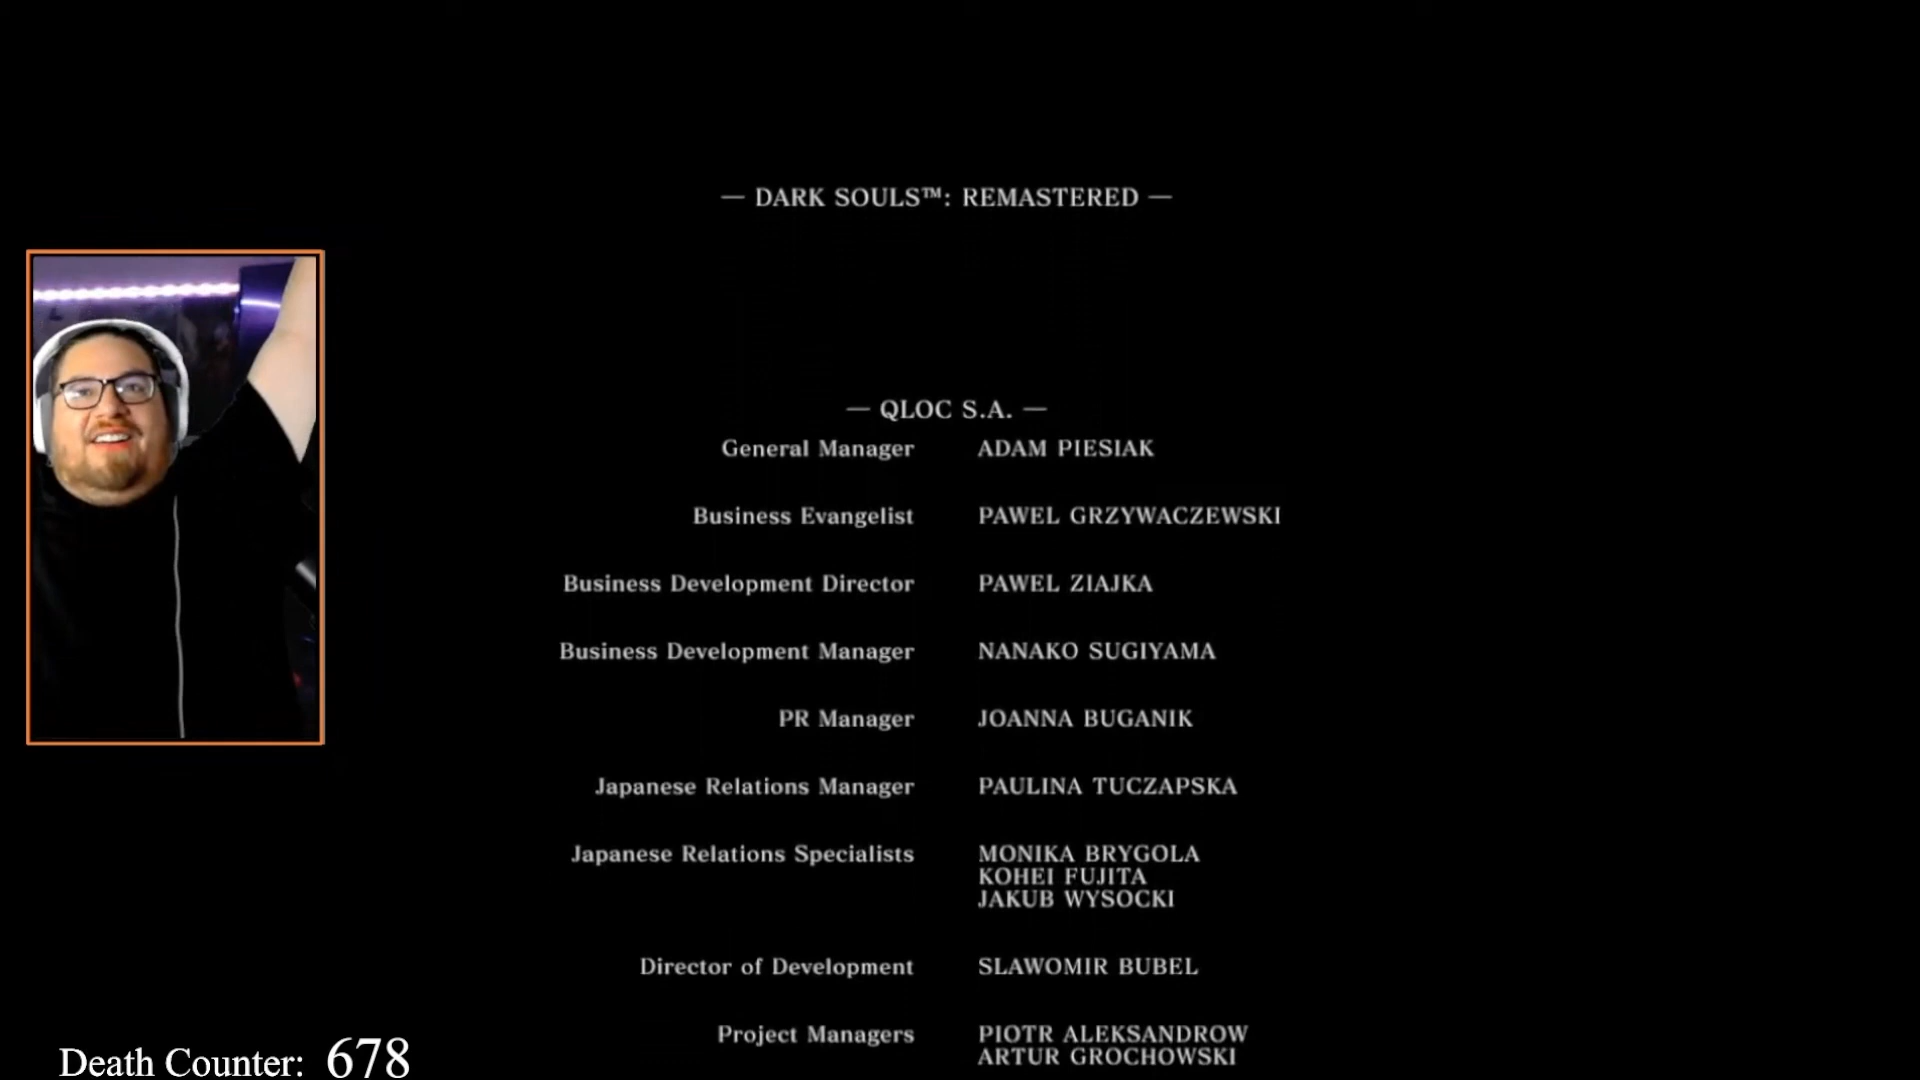 — DARK SOULS™: REMASTERED —
— QLOC S.A. —
General Manager ADAM PIESIAK
Business Evangelist PAWEL GRZYWACZEWSKI
Business Development Director PAWEL ZIAJKA
Business Development Manager NANAKO SUGIYAMA
PR Manager JOANNA BUGANIK
Japanese Relations Manager PAULINA TUCZAPSKA
Japanese Relations Specialists MONIKA BRYGOLA
KOHEI FUJITA
JAKUB WYSOCKI
Director of Development SLAWOMIR BUBEL
Project Managers PIOTR ALEKSANDROW
ARTUR GROCHOWSKI
Death Counter: 678